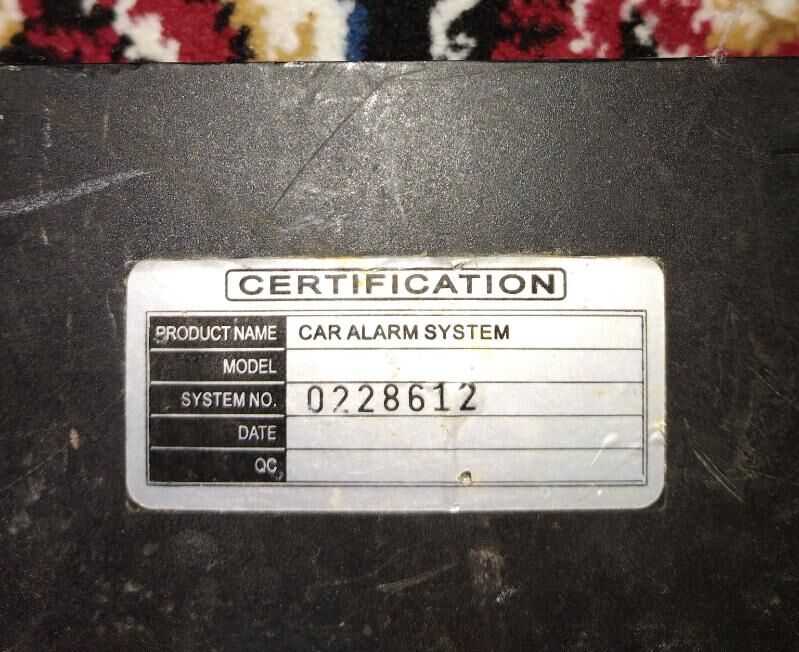 CERTIFICATION
PRODUCT NAME CAR ALARM SYSTEM
MODEL
SYSTEM NO. 0228612
DATE
QC